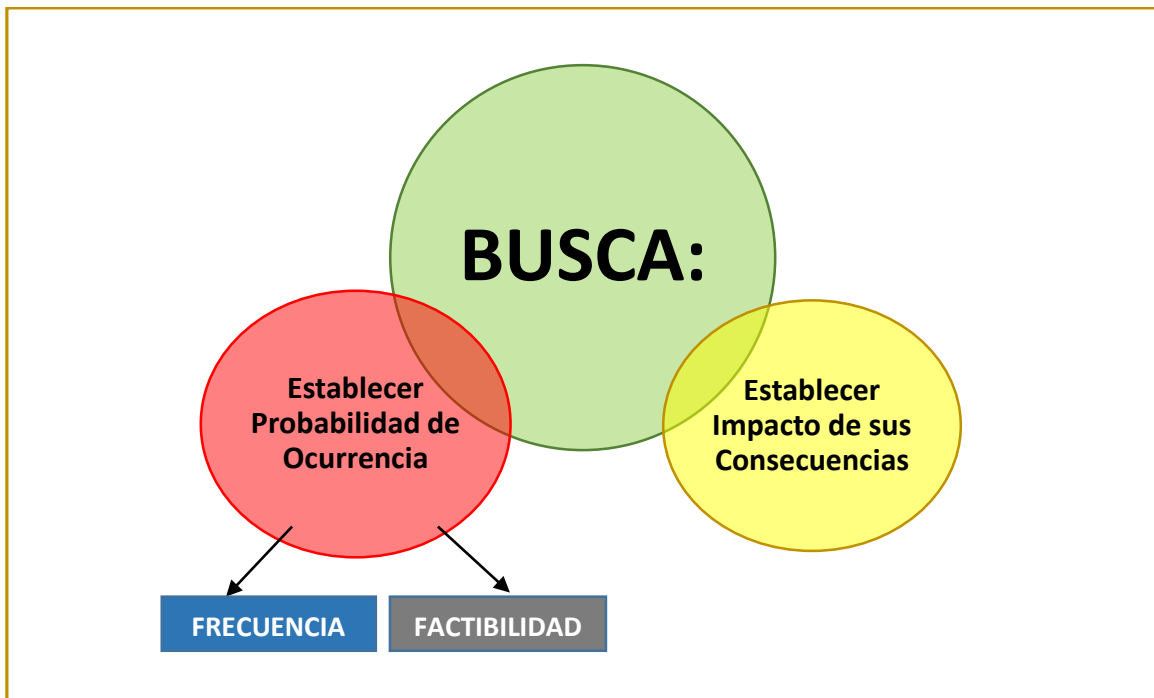 BUSCA:
Establecer
Probabilidad de
Ocurrencia
Establecer
Impacto de sus
Consecuencias
FRECUENCIA
FACTIBILIDAD